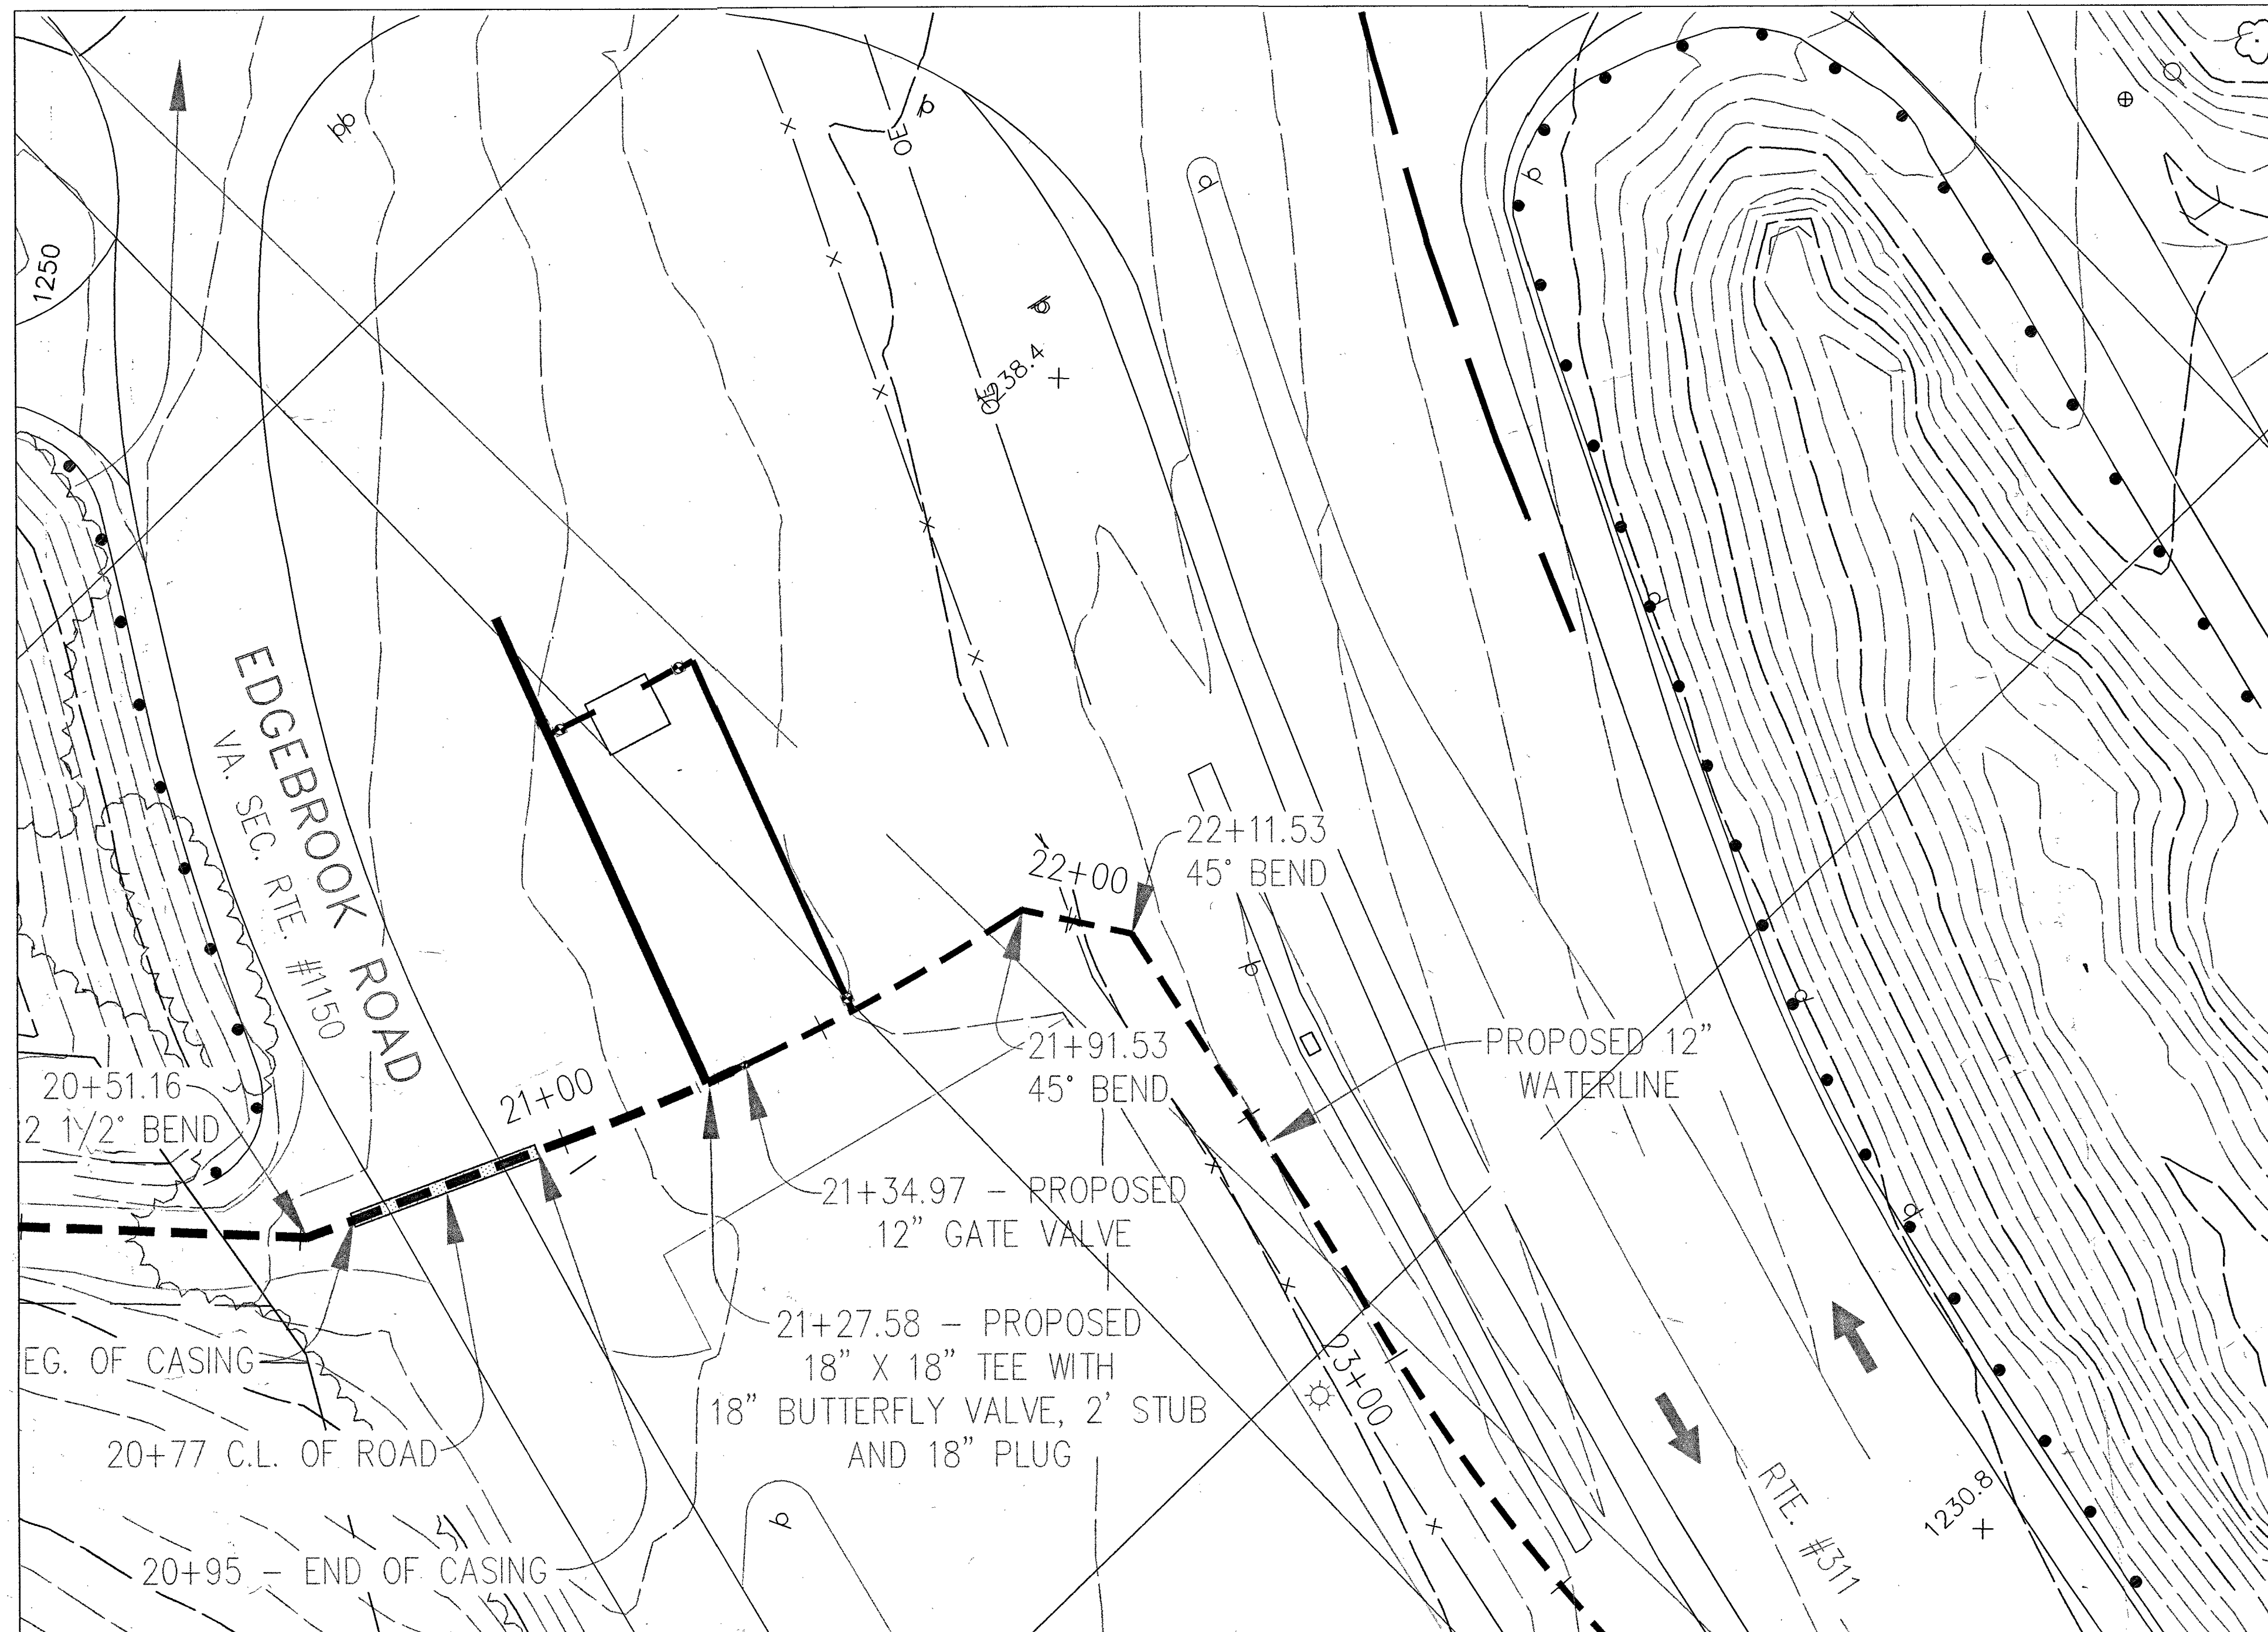 1250
OE
1238.4
EDGEBROOK ROAD
VA. SEC. RTE. #1150
22+11.53
45° BEND
22+00
21+91.53
45° BEND
PROPOSED 12"
WATERLINE
20+51.16
2 1/2° BEND
21+00
21+34.97 – PROPOSED
12" GATE VALVE
21+27.58 – PROPOSED
18" X 18" TEE WITH
18" BUTTERFLY VALVE, 2' STUB
AND 18" PLUG
EG. OF CASING
20+77 C.L. OF ROAD
20+95 – END OF CASING
23+00
RTE. #311
1230.8